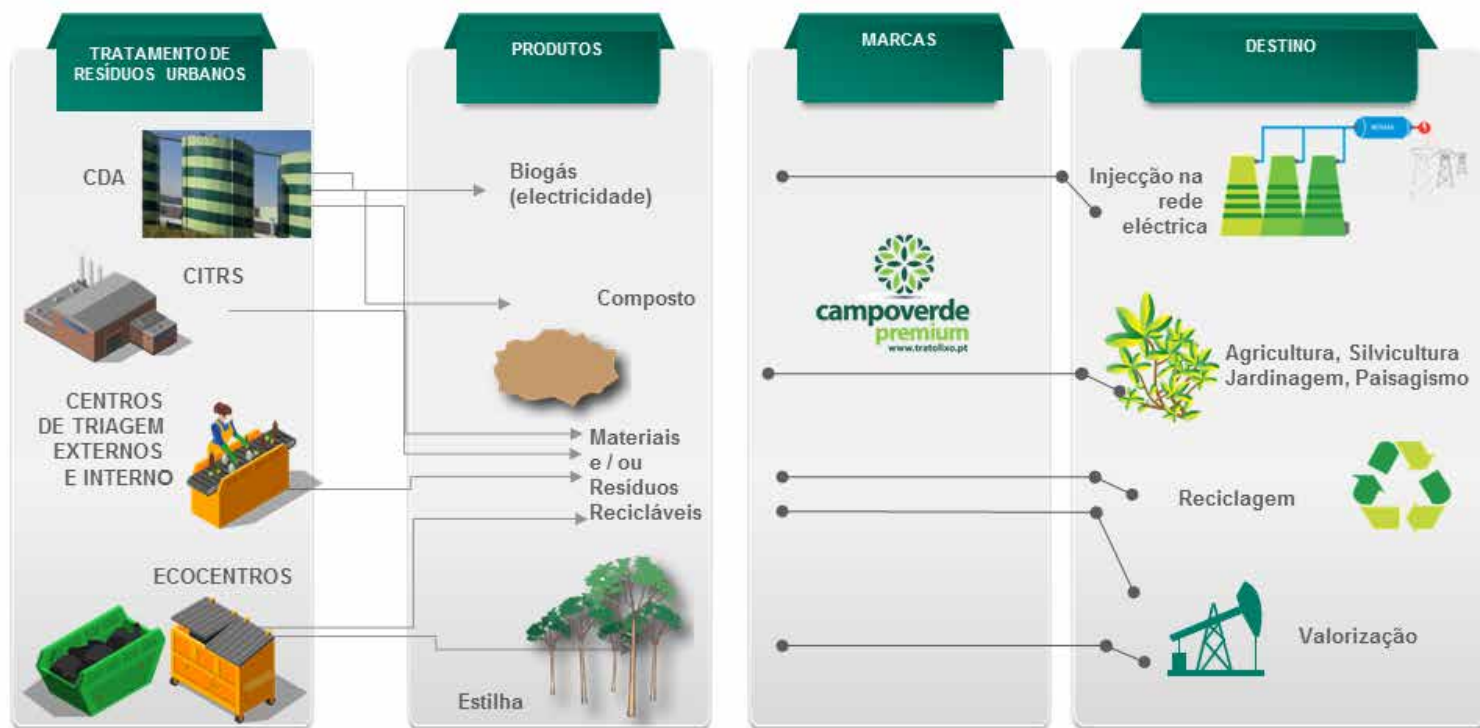 TRATAMENTO DE
RESÍDUOS URBANOS
CDA
CITRS
CENTROS
DE TRIAGEM
EXTERNOS
E INTERNO
ECOCENTROS
PRODUTOS
Biogás
(electricidade)
Composto
Materiais
e / ou
Resíduos
Recicláveis
Estilha
MARCAS
campoverde
premium
www.tratolixo.pt
DESTINO
Injecção na
rede
eléctrica
Agricultura, Silvicultura
Jardinagem, Paisagismo
Reciclagem
Valorização